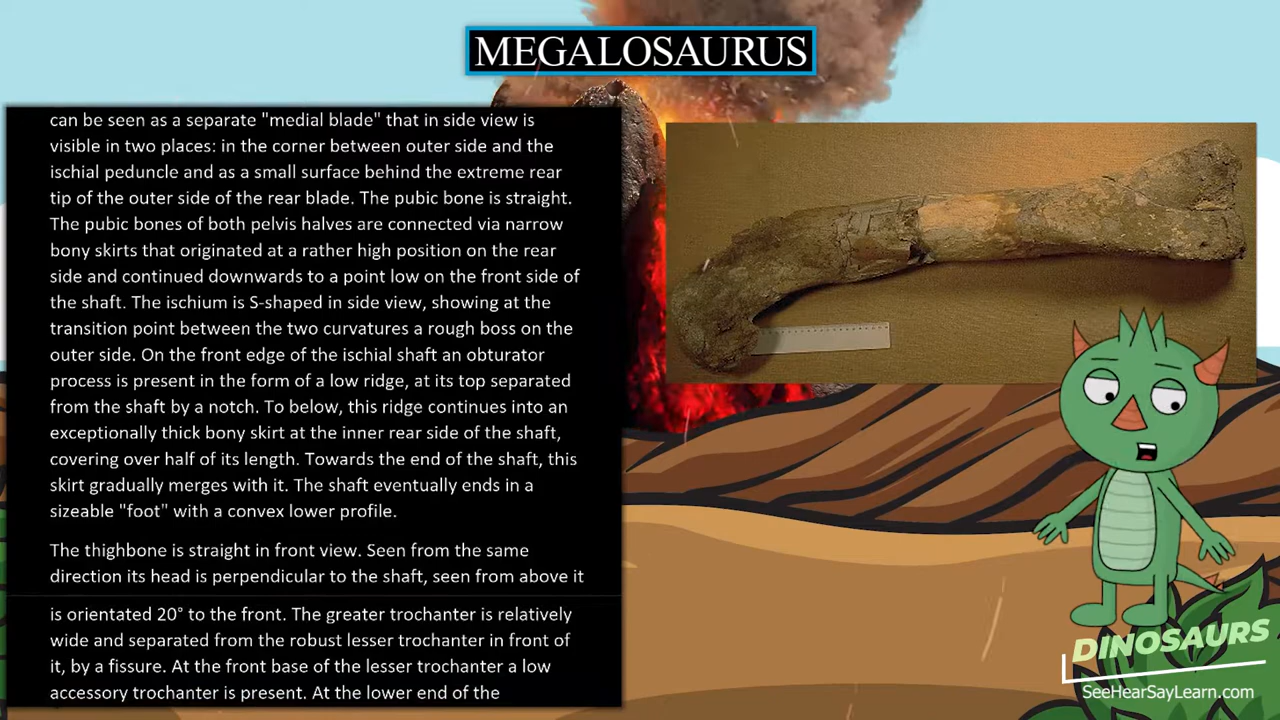 MEGALOSAURUS
can be seen as a separate "medial blade" that in side view is
visible in two places: in the corner between outer side and the
ischial peduncle and as a small surface behind the extreme rear
tip of the outer side of the rear blade. The pubic bone is straight.
The pubic bones of both pelvis halves are connected via narrow
bony skirts that originated at a rather high position on the rear
side and continued downwards to a point low on the front side of
the shaft. The ischium is S-shaped in side view, showing at the
transition point between the two curvatures a rough boss on the
outer side. On the front edge of the ischial shaft an obturator
process is present in the form of a low ridge, at its top separated
from the shaft by a notch. To below, this ridge continues into an
exceptionally thick bony skirt at the inner rear side of the shaft,
covering over half of its length. Towards the end of the shaft, this
skirt gradually merges with it. The shaft eventually ends in a
sizeable "foot" with a convex lower profile.
The thighbone is straight in front view. Seen from the same
direction its head is perpendicular to the shaft, seen from above it
is orientated 20° to the front. The greater trochanter is relatively
wide and separated from the robust lesser trochanter in front of
it, by a fissure. At the front base of the lesser trochanter a low
accessory trochanter is present. At the lower end of the
DINOSAURS
SeeHearSayLearn.com